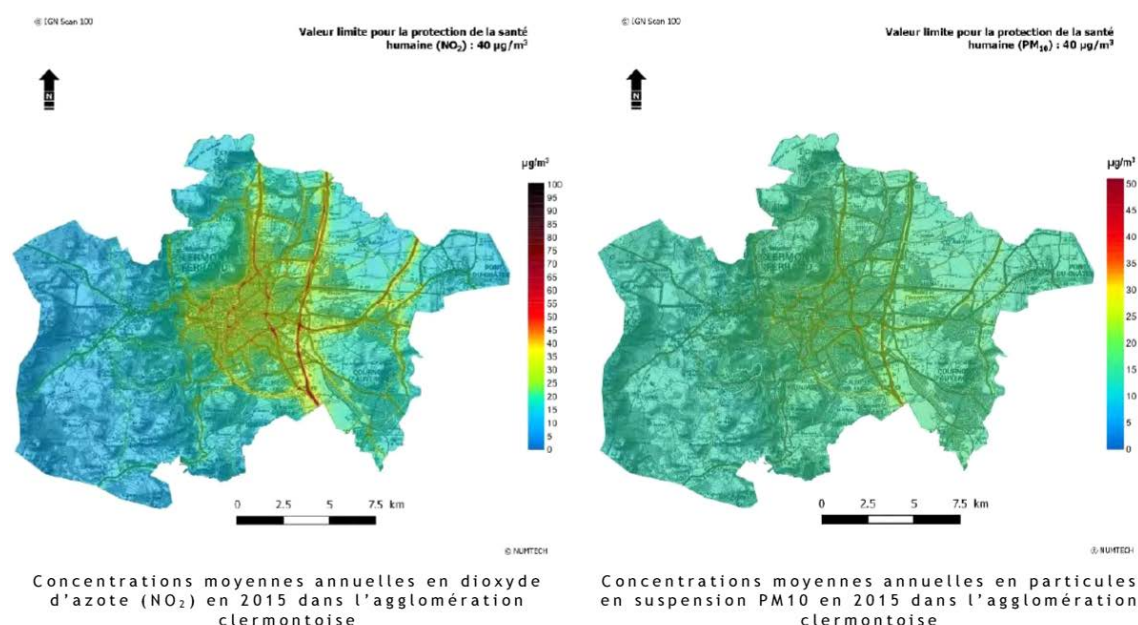 © IGN Scan 100
Valeur limite pour la protection de la santé
humaine (NO₂) : 40 µg/m³
N
µg/m³
100
95
90
85
80
75
70
65
60
55
50
45
40
35
30
25
20
15
10
5
0
CLERMONT
FERRAND
0 2.5 5 7.5 km
© NUMTECH
Concentrations moyennes annuelles en dioxyde
d'azote (NO₂) en 2015 dans l'agglomération
clermontoise
© IGN Scan 100
Valeur limite pour la protection de la santé
humaine (PM₁₀) : 40 µg/m³
N
µg/m³
50
45
40
35
30
25
20
15
10
5
0
0 2.5 5 7.5 km
© NUMTECH
Concentrations moyennes annuelles en particules
en suspension PM10 en 2015 dans l'agglomération
clermontoise